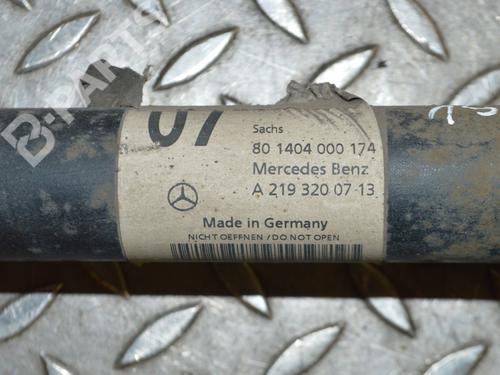 B-PARTS
07
Sachs
80 1404 000 174
Mercedes Benz
A 219 320 07 13
Made in Germany
NICHT OEFFNEN / DO NOT OPEN